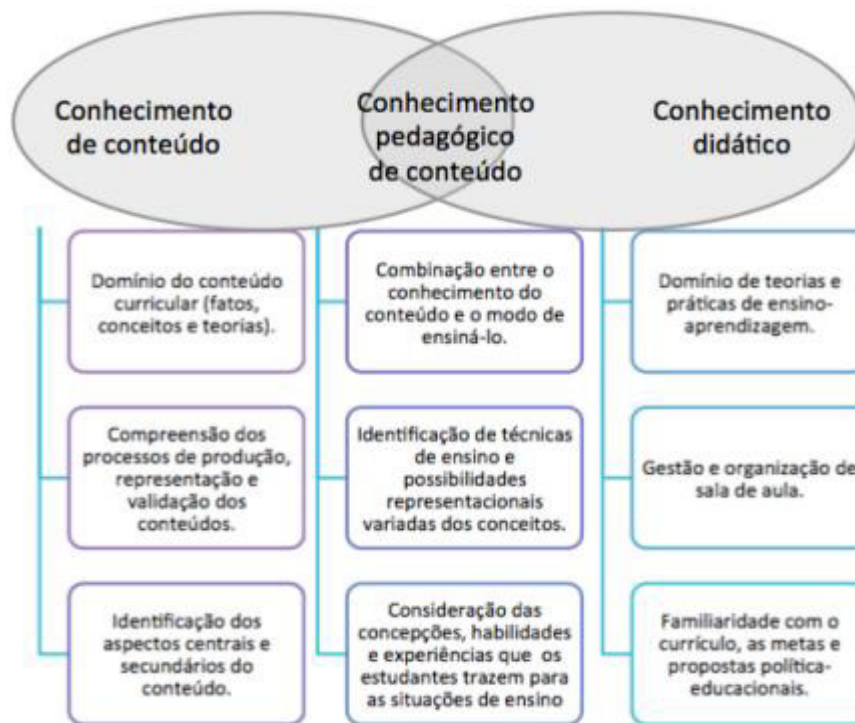 Conhecimento
de conteúdo
Conhecimento
pedagógico
de conteúdo
Conhecimento
didático
Domínio do conteúdo
curricular (fatos,
conceitos e teorias).
Compreensão dos
processos de produção,
representação e
validação dos
conteúdos.
Identificação dos
aspectos centrais e
secundários do
conteúdo.
Combinação entre o
conhecimento do
conteúdo e o modo de
ensiná-lo.
Identificação de técnicas
de ensino e
possibilidades
representacionais
variadas dos conceitos.
Consideração das
concepções, habilidades
e experiências que os
estudantes trazem para
as situações de ensino
Domínio de teorias e
práticas de ensino-
aprendizagem.
Gestão e organização de
sala de aula.
Familiaridade com o
currículo, as metas e
propostas política-
educacionais.